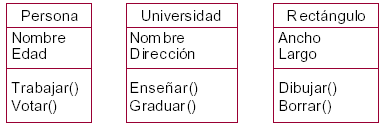 Persona
Nombre
Edad
Trabajar()
Votar()
Universidad
Nombre
Dirección
Enseñar()
Graduar()
Rectángulo
Ancho
Largo
Dibujar()
Borrar()